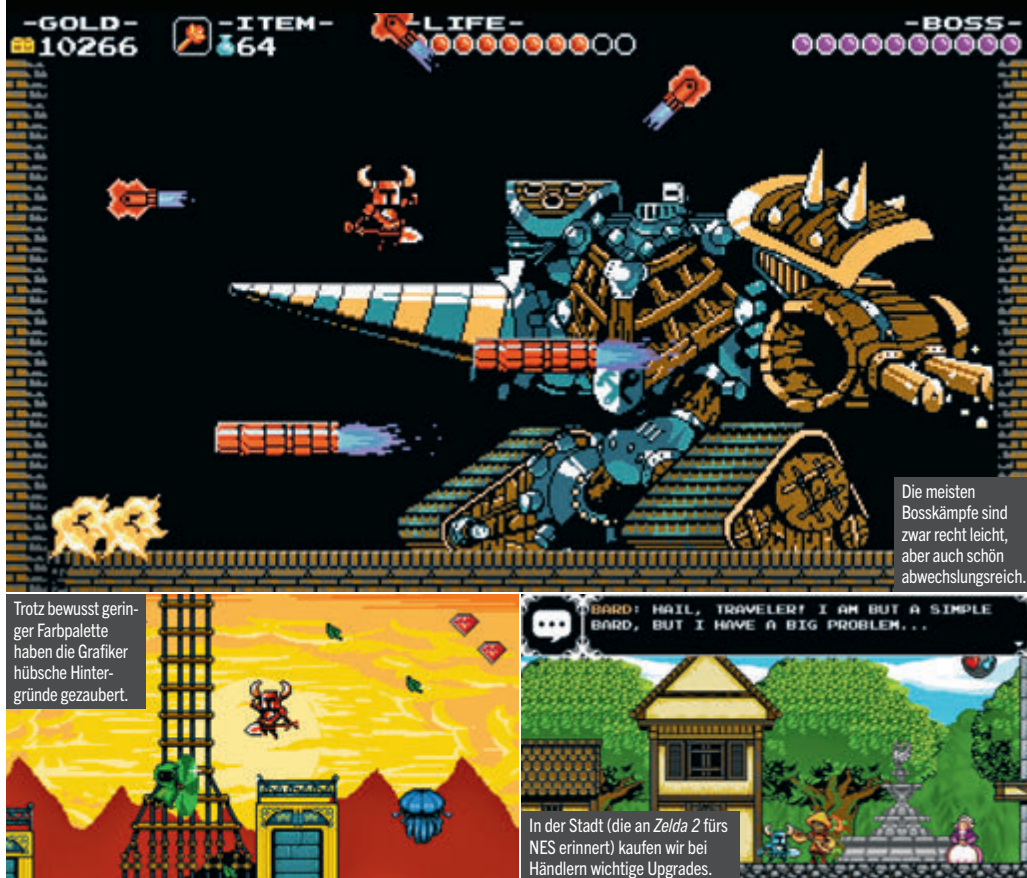 -GOLD- -ITEM- -LIFE- -BOSS-
10266 64
Die meisten
Bosskämpfe sind
zwar recht leicht,
aber auch schön
abwechslungsreich.
Trotz bewusst gerin-
ger Farbpalette
haben die Grafiker
hübsche Hinter-
gründe gezaubert.
BARD: HAIL, TRAVELER! I AM BUT A SIMPLE
BARD, BUT I HAVE A BIG PROBLEM...
In der Stadt (die an Zelda 2 fürs
NES erinnert) kaufen wir bei
Händlern wichtige Upgrades.